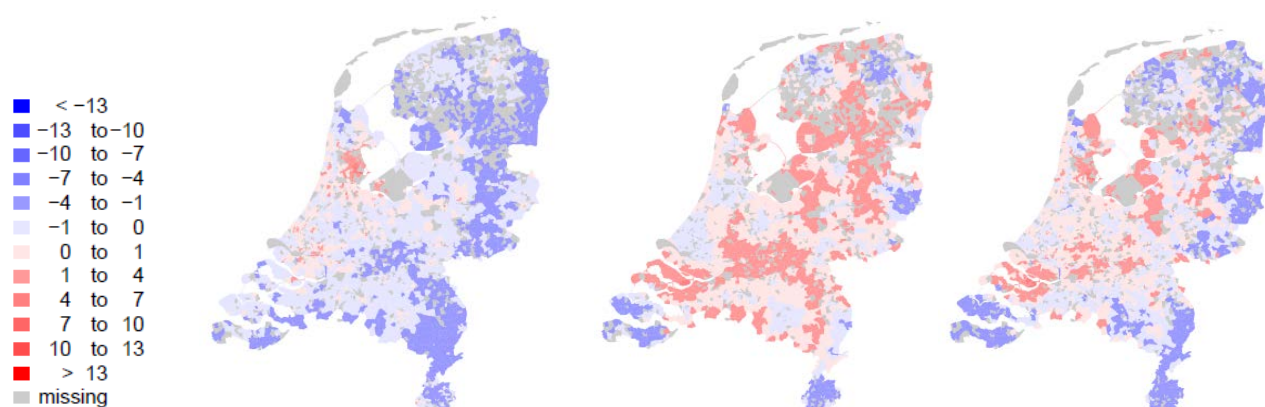 < −13
−13 to −10
−10 to −7
−7 to −4
−4 to −1
−1 to 0
0 to 1
1 to 4
4 to 7
7 to 10
10 to 13
> 13
missing